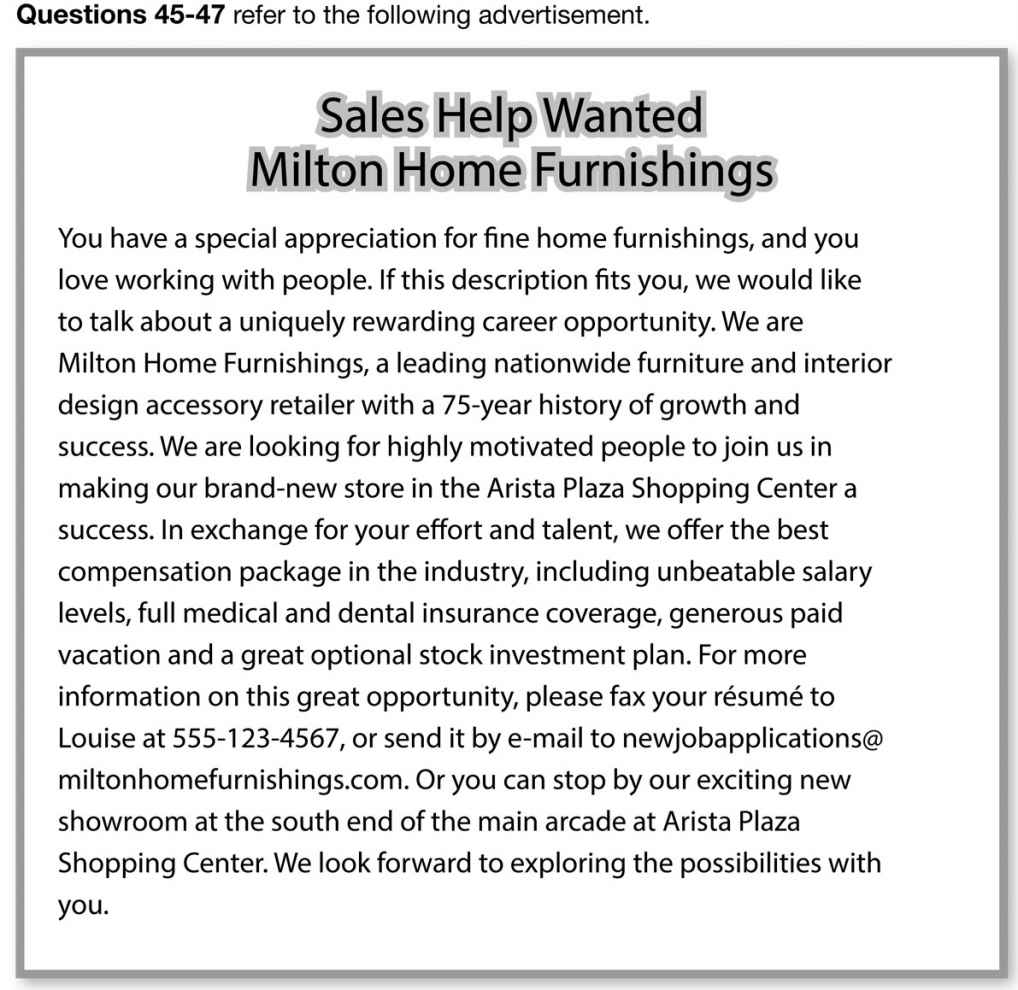 Questions 45-47 refer to the following advertisement.
Sales Help Wanted
Milton Home Furnishings
You have a special appreciation for fine home furnishings, and you
love working with people. If this description fits you, we would like
to talk about a uniquely rewarding career opportunity. We are
Milton Home Furnishings, a leading nationwide furniture and interior
design accessory retailer with a 75-year history of growth and
success. We are looking for highly motivated people to join us in
making our brand-new store in the Arista Plaza Shopping Center a
success. In exchange for your effort and talent, we offer the best
compensation package in the industry, including unbeatable salary
levels, full medical and dental insurance coverage, generous paid
vacation and a great optional stock investment plan. For more
information on this great opportunity, please fax your résumé to
Louise at 555-123-4567, or send it by e-mail to newjobapplications@
miltonhomefurnishings.com. Or you can stop by our exciting new
showroom at the south end of the main arcade at Arista Plaza
Shopping Center. We look forward to exploring the possibilities with
you.